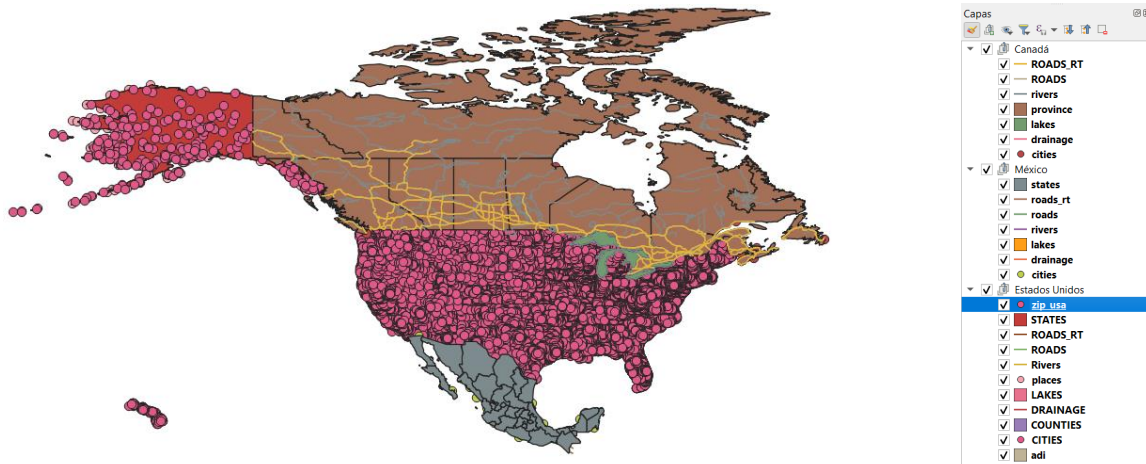 Capas
Canadá
ROADS_RT
ROADS
rivers
province
lakes
drainage
cities
México
states
roads_rt
roads
rivers
lakes
drainage
cities
Estados Unidos
zip_usa
STATES
ROADS_RT
ROADS
Rivers
places
LAKES
DRAINAGE
COUNTIES
CITIES
adi